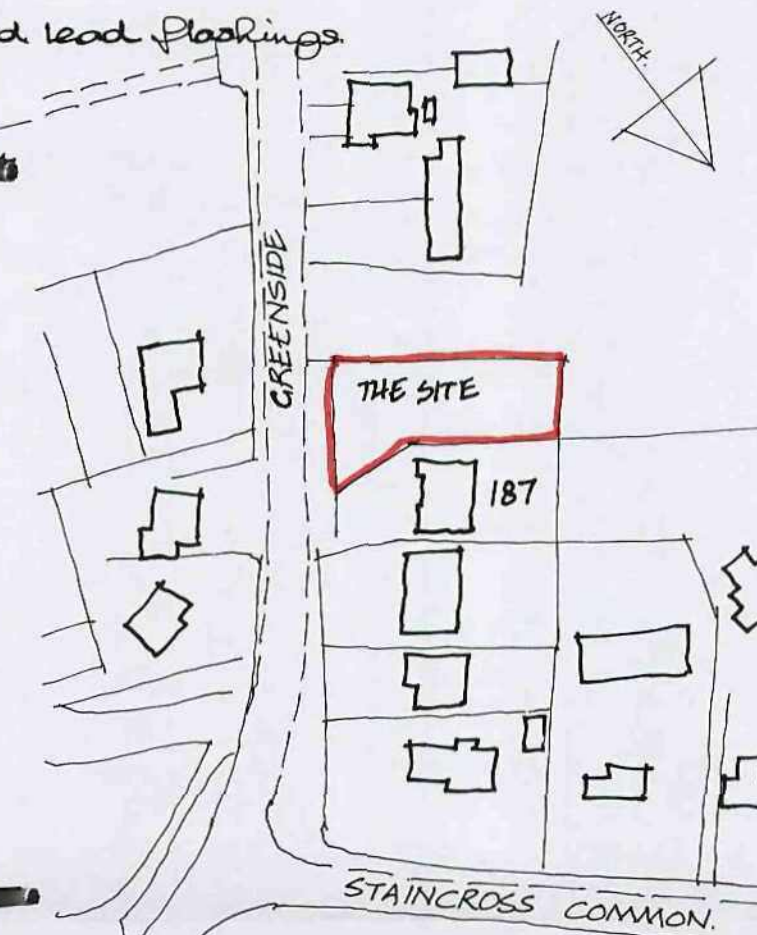 d lead flashings.
NORTH.
GREENSIDE
THE SITE
187
STAINCROSS COMMON.